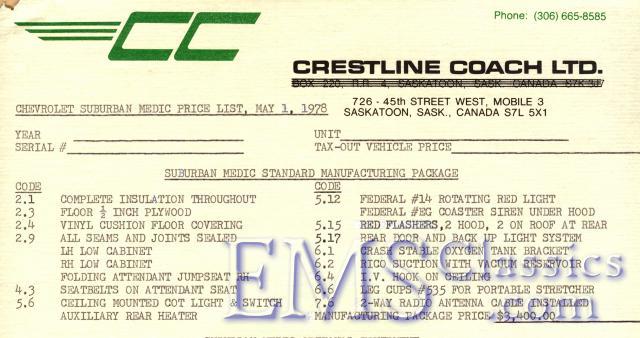 CC
Phone: (306) 665-8585
CRESTLINE COACH LTD.
BOX 220, R.R. 4, SASKATOON, SASK. CANADA
726 - 45th STREET WEST, MOBILE 3
SASKATOON, SASK., CANADA S7L 5X1
CHEVROLET SUBURBAN MEDIC PRICE LIST, MAY 1, 1978
YEAR UNIT
SERIAL # TAX-OUT VEHICLE PRICE
SUBURBAN MEDIC STANDARD MANUFACTURING PACKAGE
CODE CODE
2.1 COMPLETE INSULATION THROUGHOUT 5.12 FEDERAL #14 ROTATING RED LIGHT
2.3 FLOOR ½ INCH PLYWOOD FEDERAL #EG COASTER SIREN UNDER HOOD
2.4 VINYL CUSHION FLOOR COVERING 5.15 RED FLASHERS,2 HOOD, 2 ON ROOF AT REAR
2.9 ALL SEAMS AND JOINTS SEALED 5.17 REAR DOOR AND BACK UP LIGHT SYSTEM
LH LOW CABINET 6.1 CRASH STABLE OXYGEN TANK BRACKET
RH LOW CABINET 6.2 RICO SUCTION WITH VACUUM RESERVOIR
FOLDING ATTENDANT JUMPSEAT RH 6.4 I.V. HOOK ON CEILING
4.3 SEATBELTS ON ATTENDANT SEAT 6.6 LEG CUPS #535 FOR PORTABLE STRETCHER
5.6 CEILING MOUNTED COT LIGHT & SWITCH 7.6 2-WAY RADIO ANTENNA CABLE INSTALLED
AUXILIARY REAR HEATER MANUFACTURING PACKAGE PRICE $3,400.00
EMSClassics.com